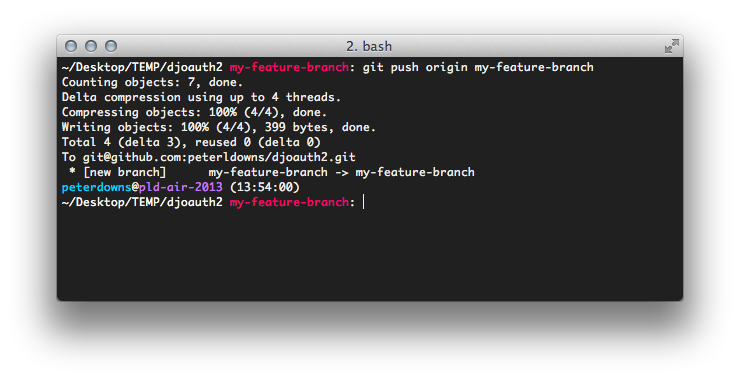 2. bash
~/Desktop/TEMP/djoauth2 my-feature-branch: git push origin my-feature-branch
Counting objects: 7, done.
Delta compression using up to 4 threads.
Compressing objects: 100% (4/4), done.
Writing objects: 100% (4/4), 399 bytes, done.
Total 4 (delta 3), reused 0 (delta 0)
To git@github.com:peterldowns/djoauth2.git
 * [new branch]      my-feature-branch -> my-feature-branch
peterdowns@pld-air-2013 (13:54:00)
~/Desktop/TEMP/djoauth2 my-feature-branch: